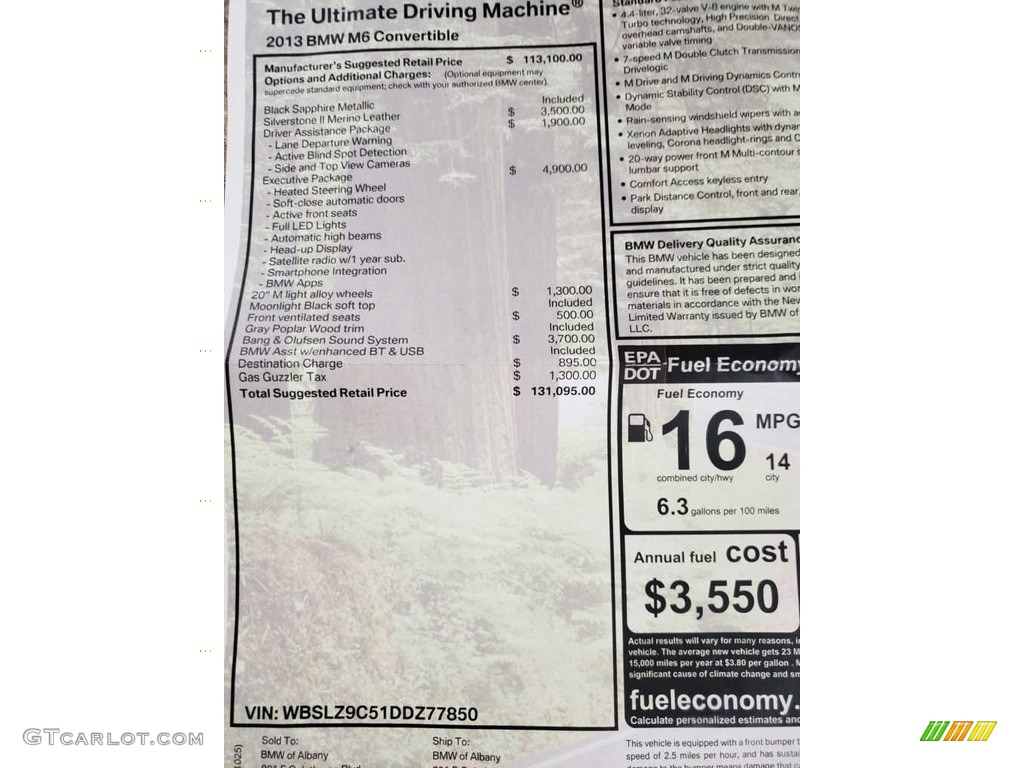 The Ultimate Driving Machine®
2013 BMW M6 Convertible
Manufacturer's Suggested Retail Price $ 113,100.00
Options and Additional Charges: (Optional equipment may
supercede standard equipment; check with your authorized BMW center).
Black Sapphire Metallic Included
Silverstone II Merino Leather $ 3,500.00
Driver Assistance Package $ 1,900.00
- Lane Departure Warning
- Active Blind Spot Detection
- Side and Top View Cameras
Executive Package $ 4,900.00
- Heated Steering Wheel
- Soft-close automatic doors
- Active front seats
- Full LED Lights
- Automatic high beams
- Head-up Display
- Satellite radio w/1 year sub.
- Smartphone Integration
- BMW Apps
20" M light alloy wheels $ 1,300.00
Moonlight Black soft top Included
Front ventilated seats $ 500.00
Gray Poplar Wood trim Included
Bang & Olufsen Sound System $ 3,700.00
BMW Asst w/enhanced BT & USB Included
Destination Charge $ 895.00
Gas Guzzler Tax $ 1,300.00
Total Suggested Retail Price $ 131,095.00
VIN: WBSLZ9C51DDZ77850
Sold To:
BMW of Albany
Ship To:
BMW of Albany
• 4.4-liter, 32-valve V-8 engine with M
Turbo technology, High Precision Direct
overhead camshafts, and Double-VANO
variable valve timing
• 7-speed M Double Clutch Transmission
Drivelogic
• M Drive and M Driving Dynamics Contr
• Dynamic Stability Control (DSC) with M
Mode
• Rain-sensing windshield wipers with
• Xenon Adaptive Headlights with dynam
leveling, Corona headlight-rings and
• 20-way power front M Multi-contour
lumbar support
• Comfort Access keyless entry
• Park Distance Control, front and rear,
display
BMW Delivery Quality Assuranc
This BMW vehicle has been designed
and manufactured under strict quality
guidelines. It has been prepared and
ensure that it is free of defects in wor
materials in accordance with the New
Limited Warranty issued by BMW of
LLC.
EPA
DOT Fuel Economy
Fuel Economy
16 MPG
14
combined city/hwy city
6.3 gallons per 100 miles
Annual fuel cost
$3,550
Actual results will vary for many reasons,
vehicle. The average new vehicle gets 23 M
15,000 miles per year at $3.80 per gallon .
significant cause of climate change and sm
fueleconomy.
Calculate personalized estimates and
This vehicle is equipped with a front bumper
speed of 2.5 miles per hour, and has
GTCARLOT.COM